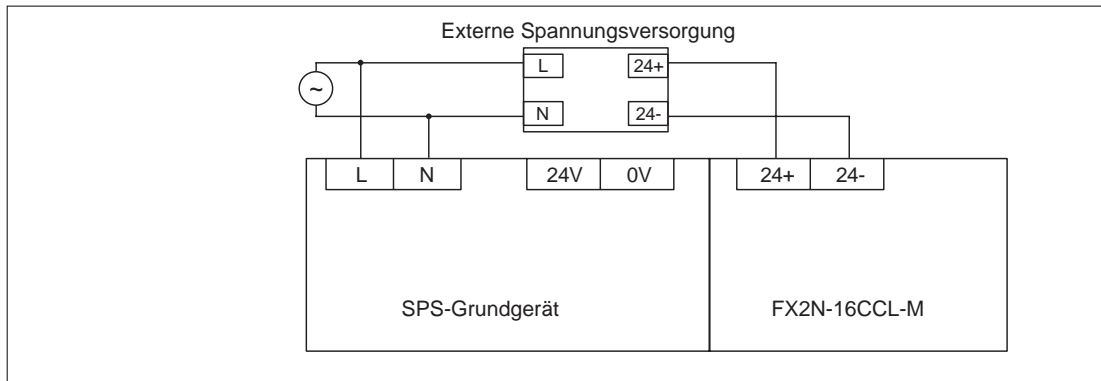 Externe Spannungsversorgung
L 24+
~
N 24-
L N 24V 0V 24+ 24-
SPS-Grundgerät FX2N-16CCL-M